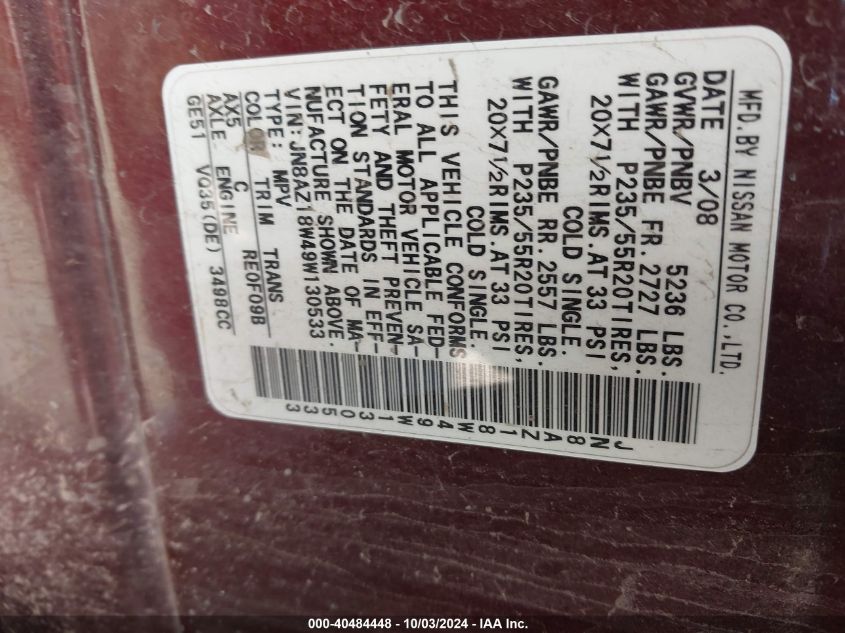 MFD.BY NISSAN MOTOR CO.,LTD.
DATE 3/08
GVWR/PNBV 5236 LBS.
GAWR/PNBE FR.2727 LBS.
WITH P235/55R20TIRES,
20X7½RIMS.AT 33 PSI
COLD SINGLE.
GAWR/PNBE RR.2557 LBS.
WITH P235/55R20TIRES,
20X7½RIMS.AT 33 PSI
COLD SINGLE.
THIS VEHICLE CONFORMS
TO ALL APPLICABLE FED-
ERAL MOTOR VEHICLE SA-
FETY AND THEFT PREVEN-
TION STANDARDS IN EFF-
ECT ON THE DATE OF MA-
NUFACTURE SHOWN ABOVE.
VIN:JN8AZ18W49W130533
TYPE: MPV
COLOR TRIM TRANS
AX5 C RE0F09B
AXLE ENGINE
GE51 VQ35(DE) 3498CC
JN8AZ18W49W130533
000-40484448 - 10/03/2024 - IAA Inc.